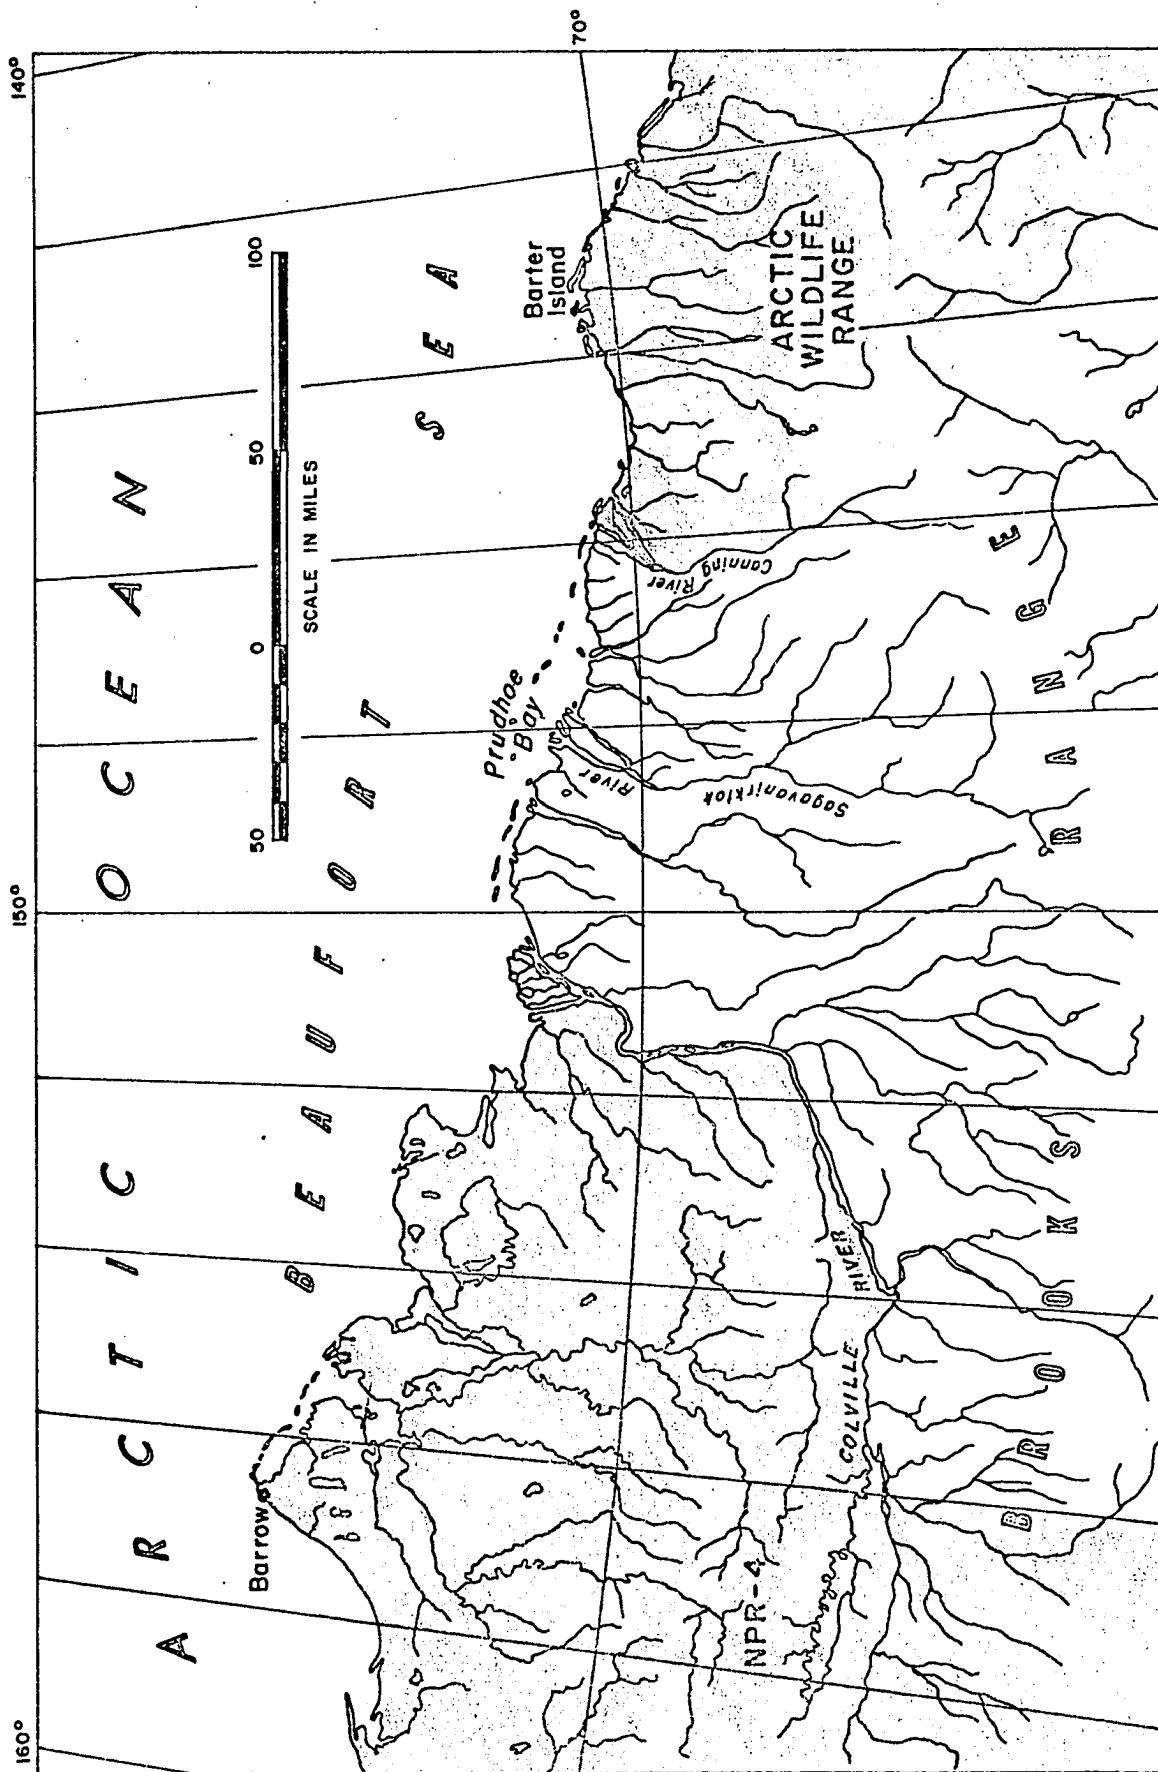 160°
150°
140°
70°
ARCTIC OCEAN
BEAUFORT SEA
50 0 50 100
SCALE IN MILES
Barrow
Prudhoe
Bay
Barter
Island
ARCTIC
WILDLIFE
RANGE
Canning
River
Sagavanirktok
River
COLVILLE RIVER
NPR-4
BROOKS RANGE